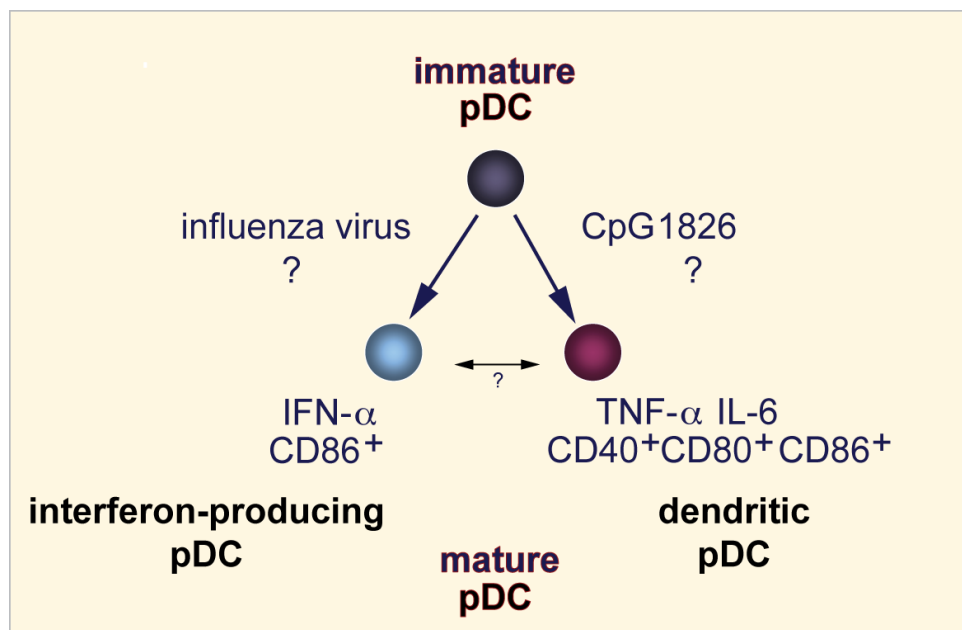 immature
pDC
influenza virus
?
CpG1826
?
?
IFN-α
CD86⁺
TNF-α IL-6
CD40⁺CD80⁺CD86⁺
interferon-producing
pDC
dendritic
pDC
mature
pDC